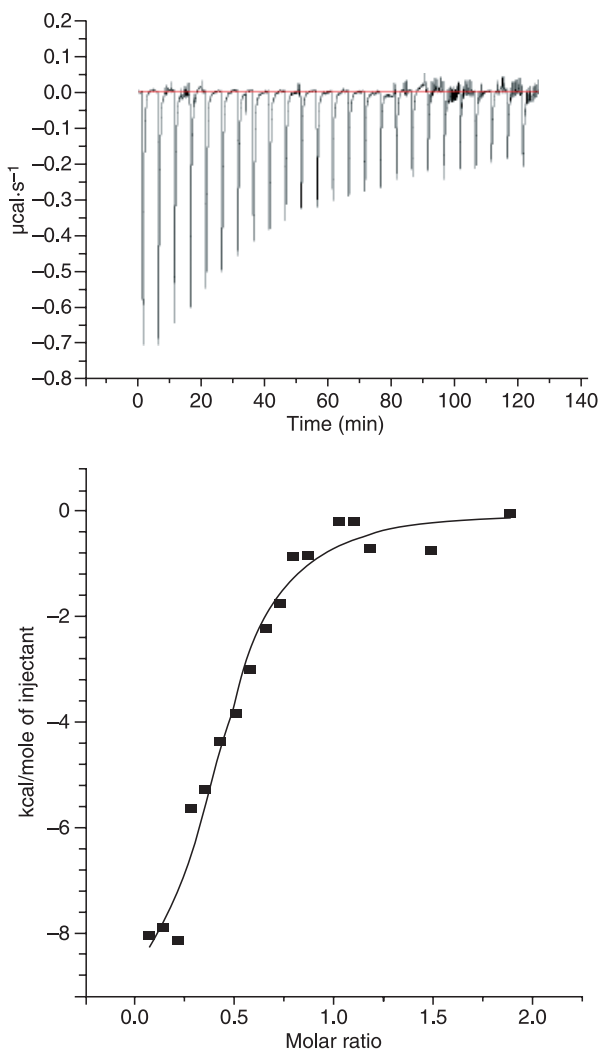 0.2
0.1
0.0
–0.1
–0.2
–0.3
–0.4
–0.5
–0.6
–0.7
–0.8
µcal·s⁻¹
0 20 40 60 80 100 120 140
Time (min)
0
–2
–4
–6
–8
kcal/mole of injectant
0.0 0.5 1.0 1.5 2.0
Molar ratio